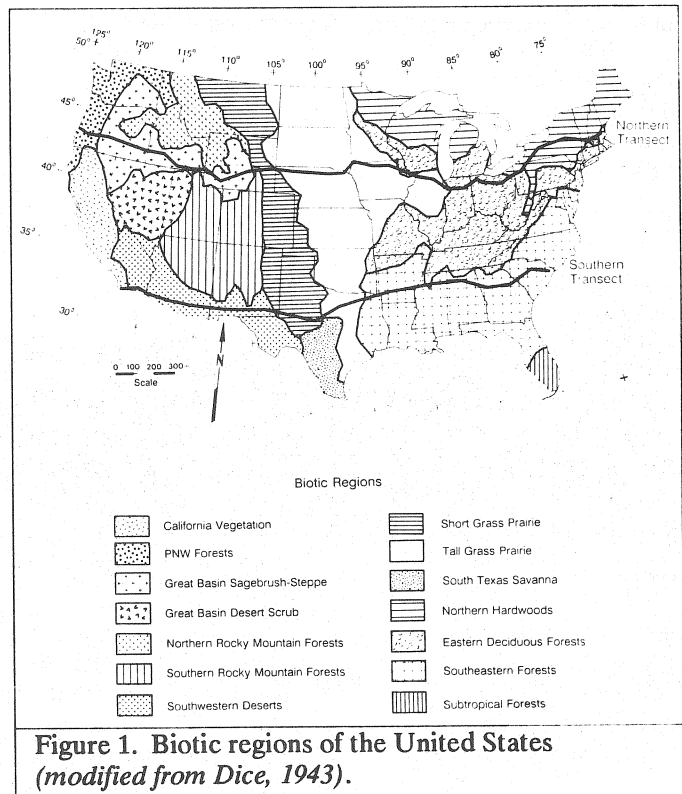 125°
50° +
120°
115°
110°
105°
100°
95°
90°
85°
80°
75°
45°
40°
35°
30°
Northern
Transect
Southern
Transect
N
0 100 200 300
Scale
Biotic Regions
California Vegetation
PNW Forests
Great Basin Sagebrush-Steppe
Great Basin Desert Scrub
Northern Rocky Mountain Forests
Southern Rocky Mountain Forests
Southwestern Deserts
Short Grass Prairie
Tall Grass Prairie
South Texas Savanna
Northern Hardwoods
Eastern Deciduous Forests
Southeastern Forests
Subtropical Forests
Figure 1. Biotic regions of the United States
(modified from Dice, 1943).